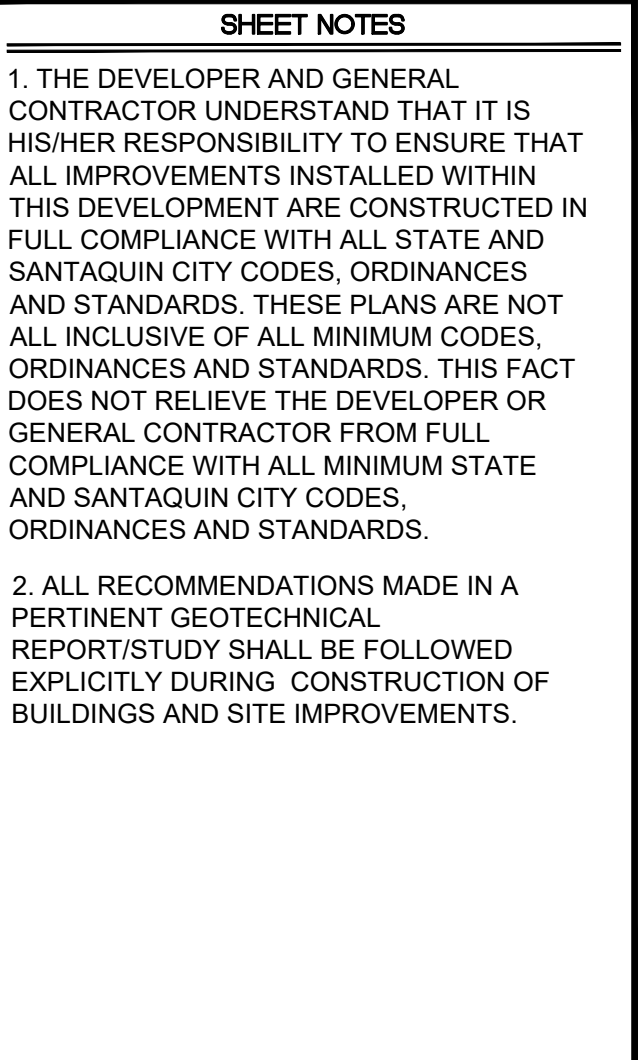 SHEET NOTES
1. THE DEVELOPER AND GENERAL
CONTRACTOR UNDERSTAND THAT IT IS
HIS/HER RESPONSIBILITY TO ENSURE THAT
ALL IMPROVEMENTS INSTALLED WITHIN
THIS DEVELOPMENT ARE CONSTRUCTED IN
FULL COMPLIANCE WITH ALL STATE AND
SANTAQUIN CITY CODES, ORDINANCES
AND STANDARDS. THESE PLANS ARE NOT
ALL INCLUSIVE OF ALL MINIMUM CODES,
ORDINANCES AND STANDARDS. THIS FACT
DOES NOT RELIEVE THE DEVELOPER OR
GENERAL CONTRACTOR FROM FULL
COMPLIANCE WITH ALL MINIMUM STATE
AND SANTAQUIN CITY CODES,
ORDINANCES AND STANDARDS.
2. ALL RECOMMENDATIONS MADE IN A
PERTINENT GEOTECHNICAL
REPORT/STUDY SHALL BE FOLLOWED
EXPLICITLY DURING  CONSTRUCTION OF
BUILDINGS AND SITE IMPROVEMENTS.